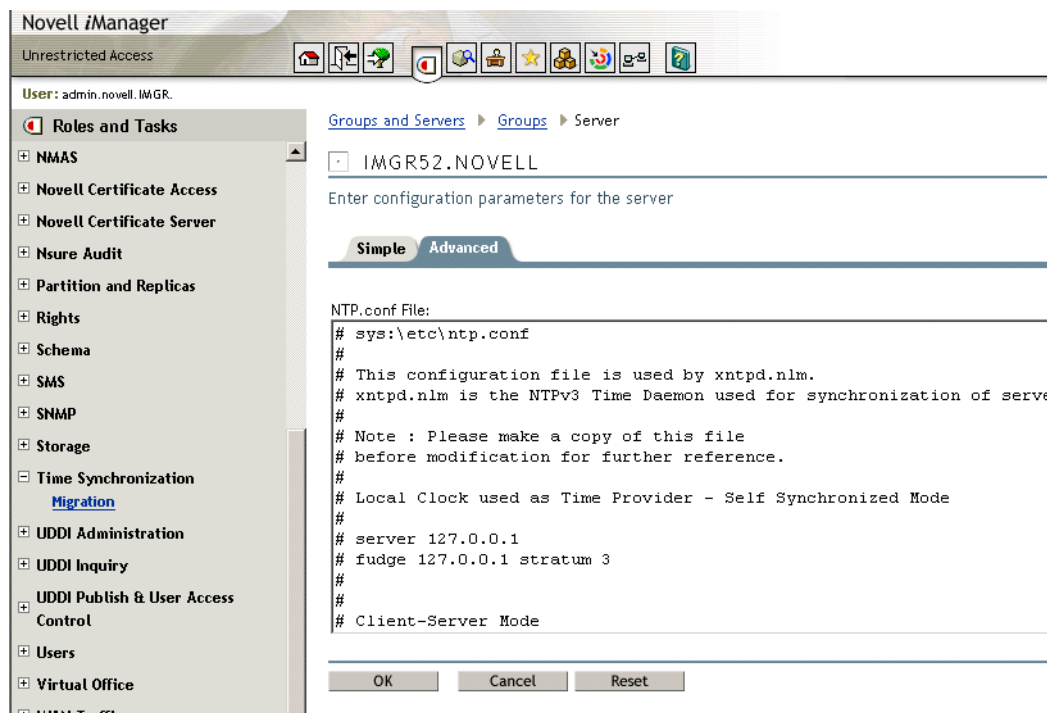 Novell iManager
Unrestricted Access
User: admin.novell.IMGR.
Roles and Tasks
NMAS
Novell Certificate Access
Novell Certificate Server
Nsure Audit
Partition and Replicas
Rights
Schema
SMS
SNMP
Storage
Time Synchronization
Migration
UDDI Administration
UDDI Inquiry
UDDI Publish & User Access
Control
Users
Virtual Office
Groups and Servers Groups Server
IMGR52.NOVELL
Enter configuration parameters for the server
Simple Advanced
NTP.conf File:
# sys:\etc\ntp.conf
#
# This configuration file is used by xntpd.nlm.
# xntpd.nlm is the NTPv3 Time Daemon used for synchronization of serve
#
# Note : Please make a copy of this file
# before modification for further reference.
#
# Local Clock used as Time Provider - Self Synchronized Mode
#
# server 127.0.0.1
# fudge 127.0.0.1 stratum 3
#
#
# Client-Server Mode
OK Cancel Reset